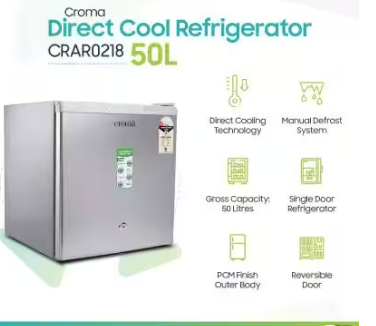 Croma
Direct Cool Refrigerator
CRAR0218 50L
CROMA
Direct Cooling
Technology
Manual Defrost
System
Gross Capacity:
50 Litres
Single Door
Refrigerator
PCM Finish
Outer Body
Reversible
Door